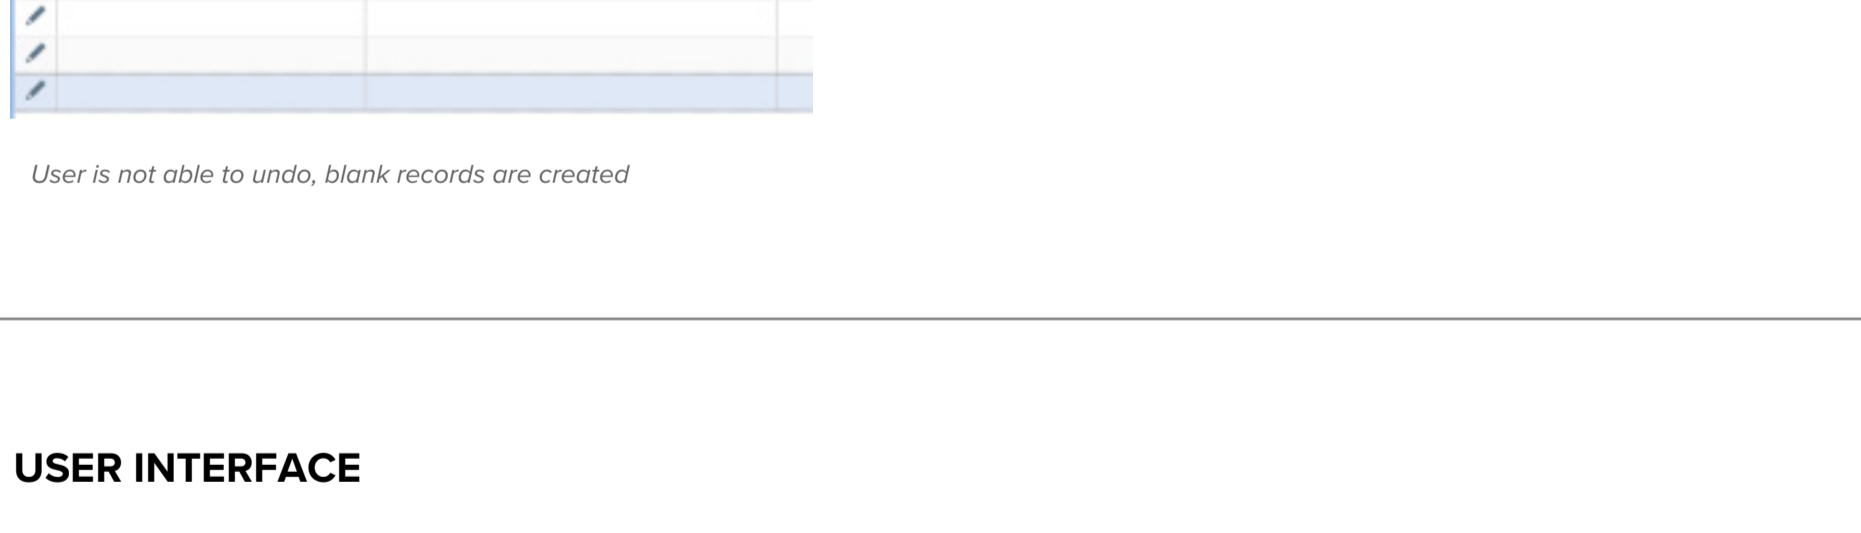 User is not able to undo, blank records are created
USER INTERFACE